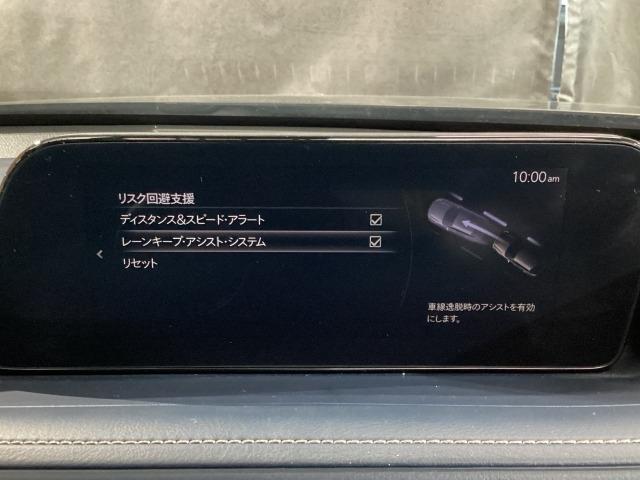 10:00am
リスク回避支援
ディスタンス&スピード・アラート
レーンキープ・アシスト・システム
リセット
車線逸脱時のアシストを有効
にします。